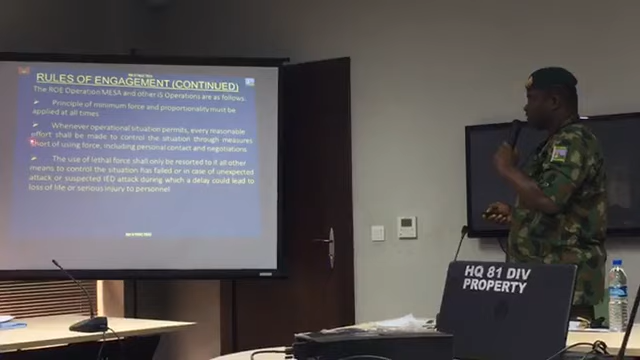 RESTRICTED
RULES OF ENGAGEMENT (CONTINUED)
The ROE Operation MESA and other IS Operations are as follows:
Principle of minimum force and proportionality must be
applied at all times
Whenever operational situation permits, every reasonable
effort shall be made to control the situation through measures
short of using force, including personal contact and negotiations
The use of lethal force shall only be resorted to if all other
means to control the situation has failed or in case of unexpected
attack or suspected IED attack during which a delay could lead to
loss of life or serious injury to personnel
RESTRICTED
HQ 81 DIV
PROPERTY